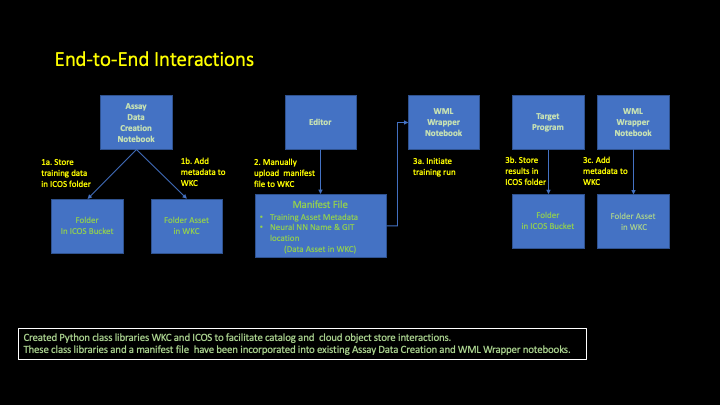 End-to-End Interactions
Assay
Data
Creation
Notebook
Editor
WML
Wrapper
Notebook
Target
Program
WML
Wrapper
Notebook
1a. Store
training data
in ICOS folder
1b. Add
metadata to
WKC
2. Manually
upload manifest
file to WKC
3a. Initiate
training run
3b. Store
results in
ICOS folder
3c. Add
metadata to
WKC
Folder
In ICOS Bucket
Folder Asset
in WKC
Manifest File
• Training Asset Metadata
• Neural NN Name & GIT
location
(Data Asset in WKC)
Folder
in ICOS Bucket
Folder Asset
in WKC
Created Python class libraries WKC and ICOS to facilitate catalog and cloud object store interactions.
These class libraries and a manifest file have been incorporated into existing Assay Data Creation and WML Wrapper notebooks.